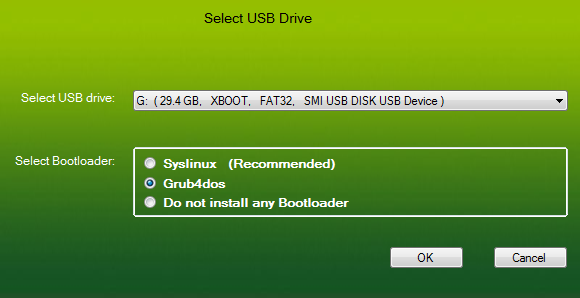 Select USB Drive
Select USB drive: G: ( 29.4 GB, XBOOT, FAT32, SMI USB DISK USB Device )
Select Bootloader: Syslinux (Recommended)
Grub4dos
Do not install any Bootloader
OK Cancel